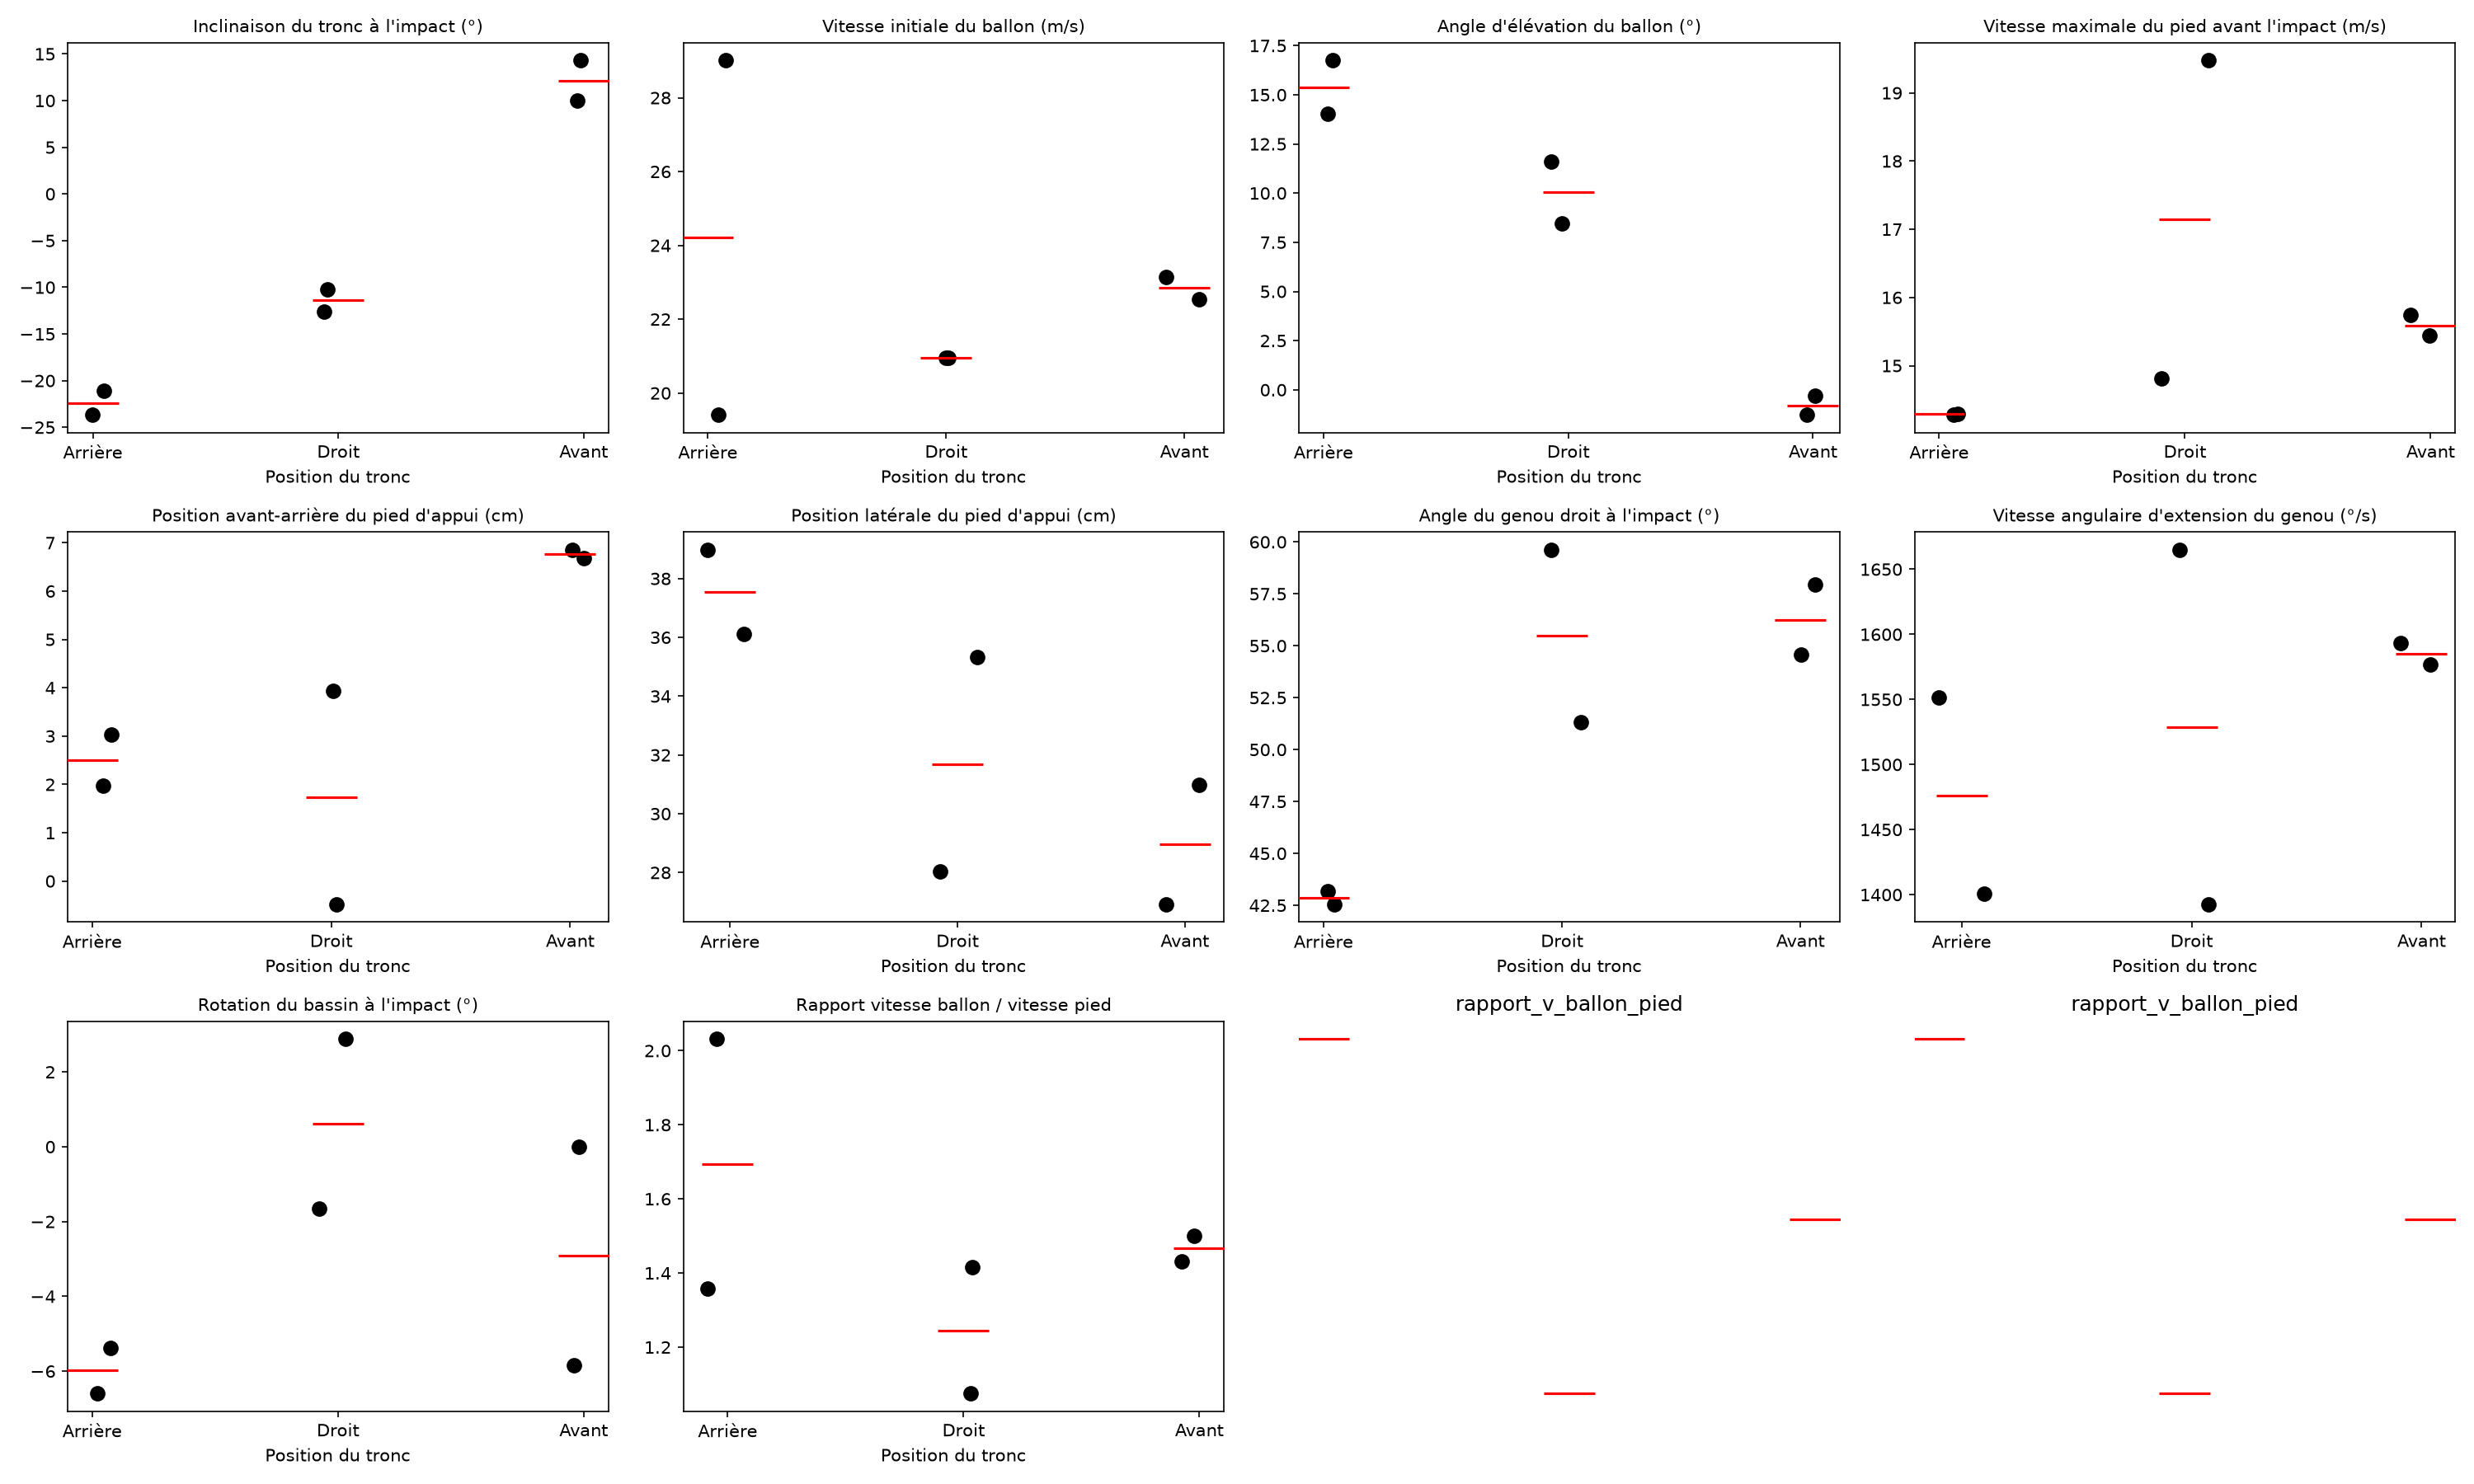 Inclinaison du tronc à l'impact (°)
15
10
5
0
−5
−10
−15
−20
−25
Arrière Droit Avant
Position du tronc
Vitesse initiale du ballon (m/s)
28
26
24
22
20
Arrière Droit Avant
Position du tronc
Angle d'élévation du ballon (°)
17.5
15.0
12.5
10.0
7.5
5.0
2.5
0.0
Arrière Droit Avant
Position du tronc
Vitesse maximale du pied avant l'impact (m/s)
19
18
17
16
15
Arrière Droit Avant
Position du tronc
Position avant-arrière du pied d'appui (cm)
7
6
5
4
3
2
1
0
Arrière Droit Avant
Position du tronc
Position latérale du pied d'appui (cm)
38
36
34
32
30
28
Arrière Droit Avant
Position du tronc
Angle du genou droit à l'impact (°)
60.0
57.5
55.0
52.5
50.0
47.5
45.0
42.5
Arrière Droit Avant
Position du tronc
Vitesse angulaire d'extension du genou (°/s)
1650
1600
1550
1500
1450
1400
Arrière Droit Avant
Position du tronc
Rotation du bassin à l'impact (°)
2
0
−2
−4
−6
Arrière Droit Avant
Position du tronc
Rapport vitesse ballon / vitesse pied
2.0
1.8
1.6
1.4
1.2
Arrière Droit Avant
Position du tronc
rapport_v_ballon_pied
rapport_v_ballon_pied